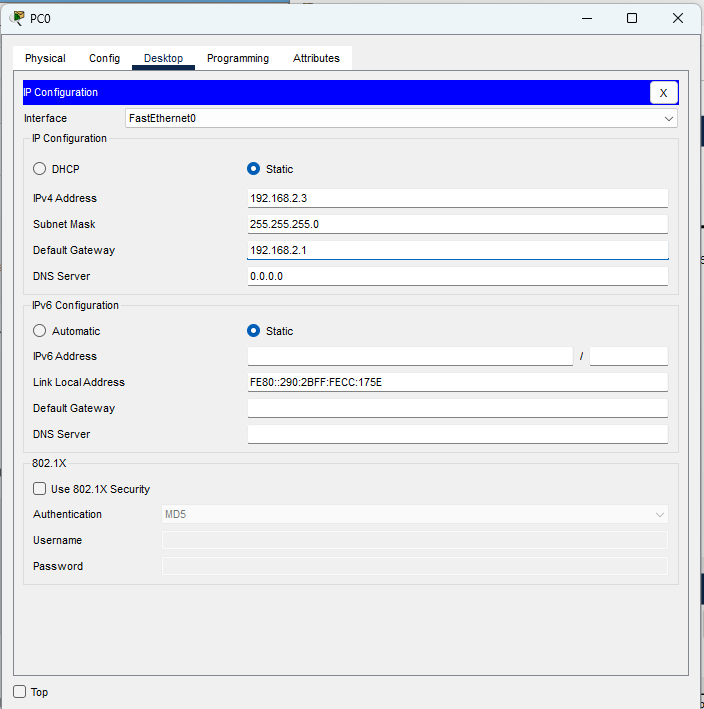 PC0
Physical Config Desktop Programming Attributes
IP Configuration X
Interface FastEthernet0
IP Configuration
DHCP Static
IPv4 Address 192.168.2.3
Subnet Mask 255.255.255.0
Default Gateway 192.168.2.1
DNS Server 0.0.0.0
IPv6 Configuration
Automatic Static
IPv6 Address /
Link Local Address FE80::290:2BFF:FECC:175E
Default Gateway
DNS Server
802.1X
Use 802.1X Security
Authentication MD5
Username
Password
Top